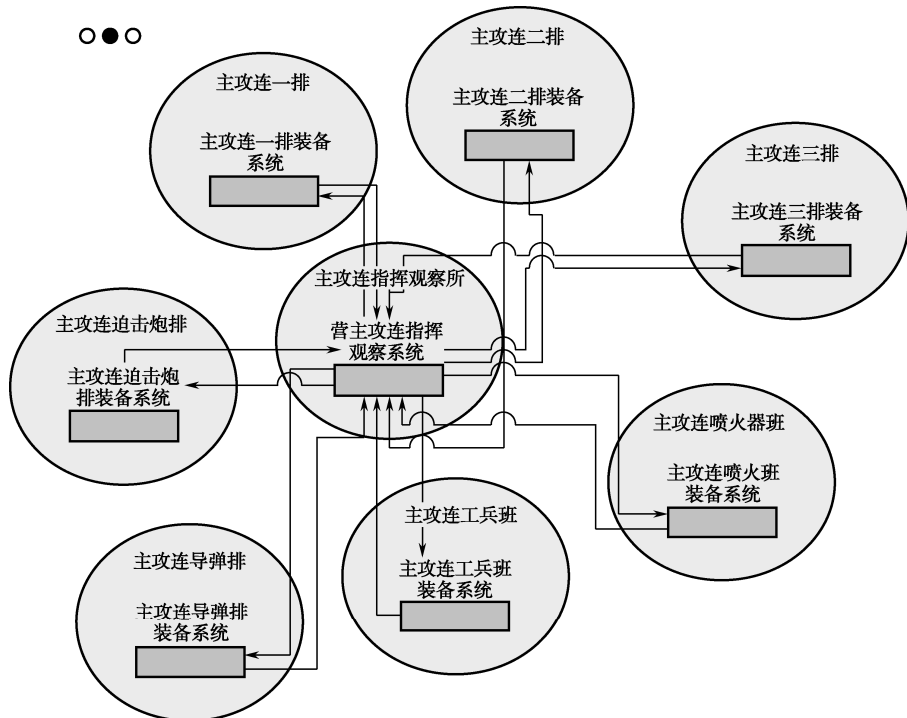 主攻连二排
主攻连二排装备
系统
主攻连一排
主攻连一排装备
系统
主攻连三排
主攻连三排装备
系统
主攻连指挥观察所
营主攻连指挥
观察系统
主攻连迫击炮排
主攻连迫击炮
排装备系统
主攻连喷火器班
主攻连喷火班
装备系统
主攻连工兵班
主攻连工兵班
装备系统
主攻连导弹排
主攻连导弹排
装备系统